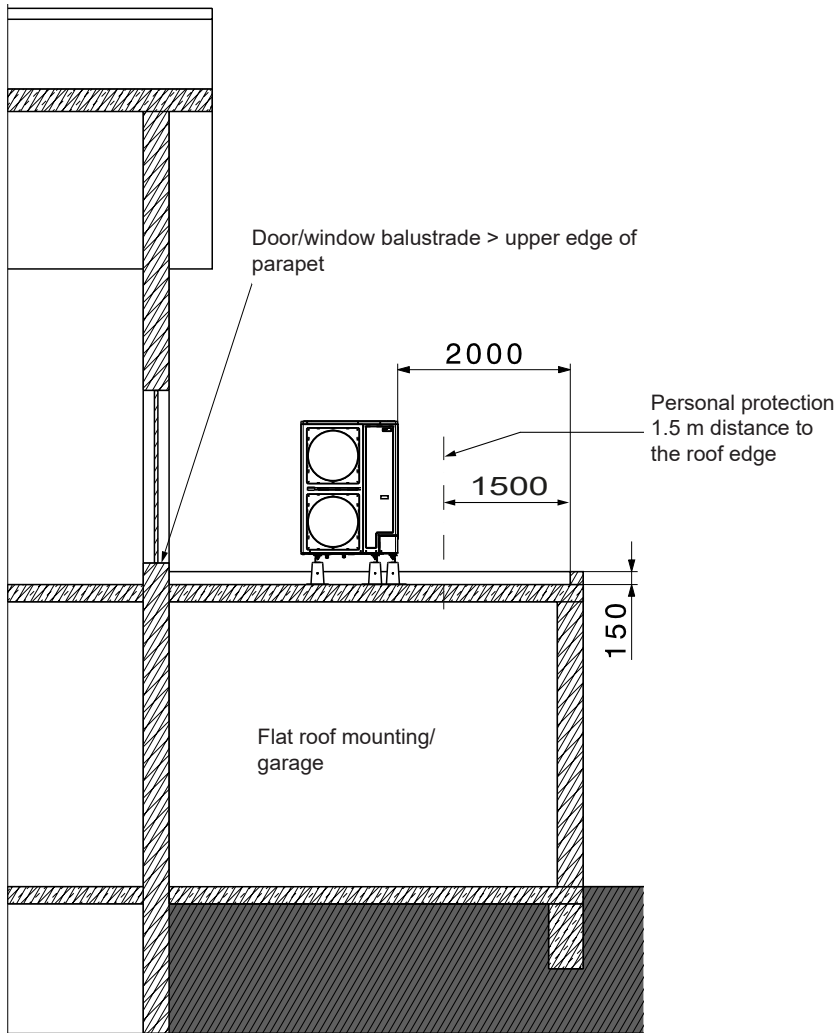 Door/window balustrade > upper edge of
parapet
2000
Personal protection
1.5 m distance to
the roof edge
1500
150
Flat roof mounting/
garage